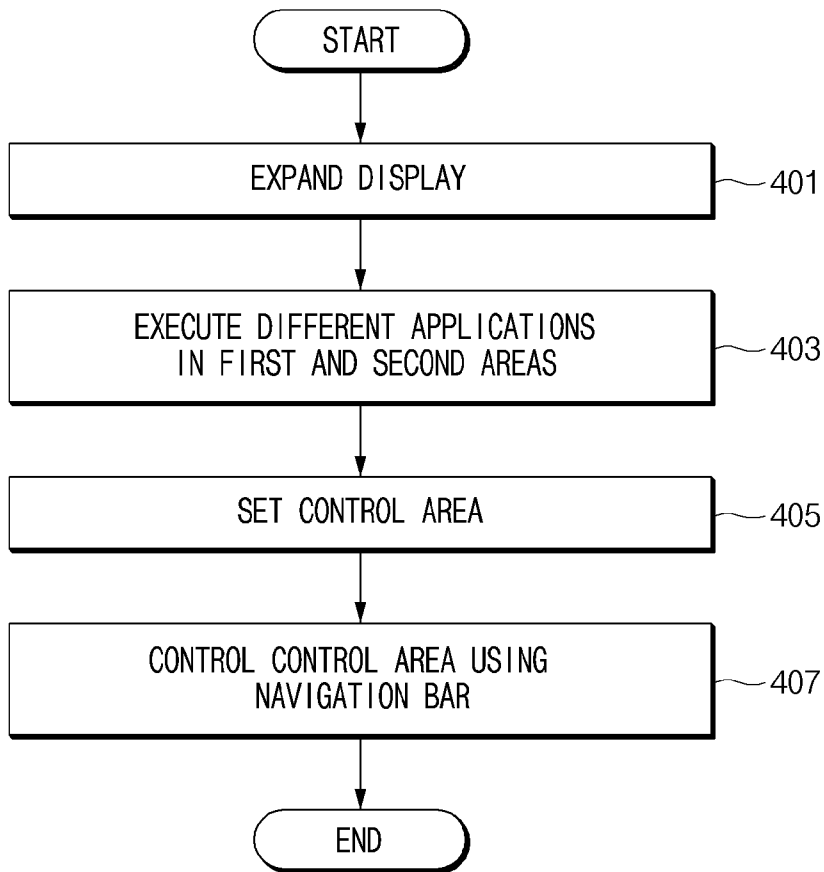 START
EXPAND DISPLAY
401
EXECUTE DIFFERENT APPLICATIONS
IN FIRST AND SECOND AREAS
403
SET CONTROL AREA
405
CONTROL CONTROL AREA USING
NAVIGATION BAR
407
END